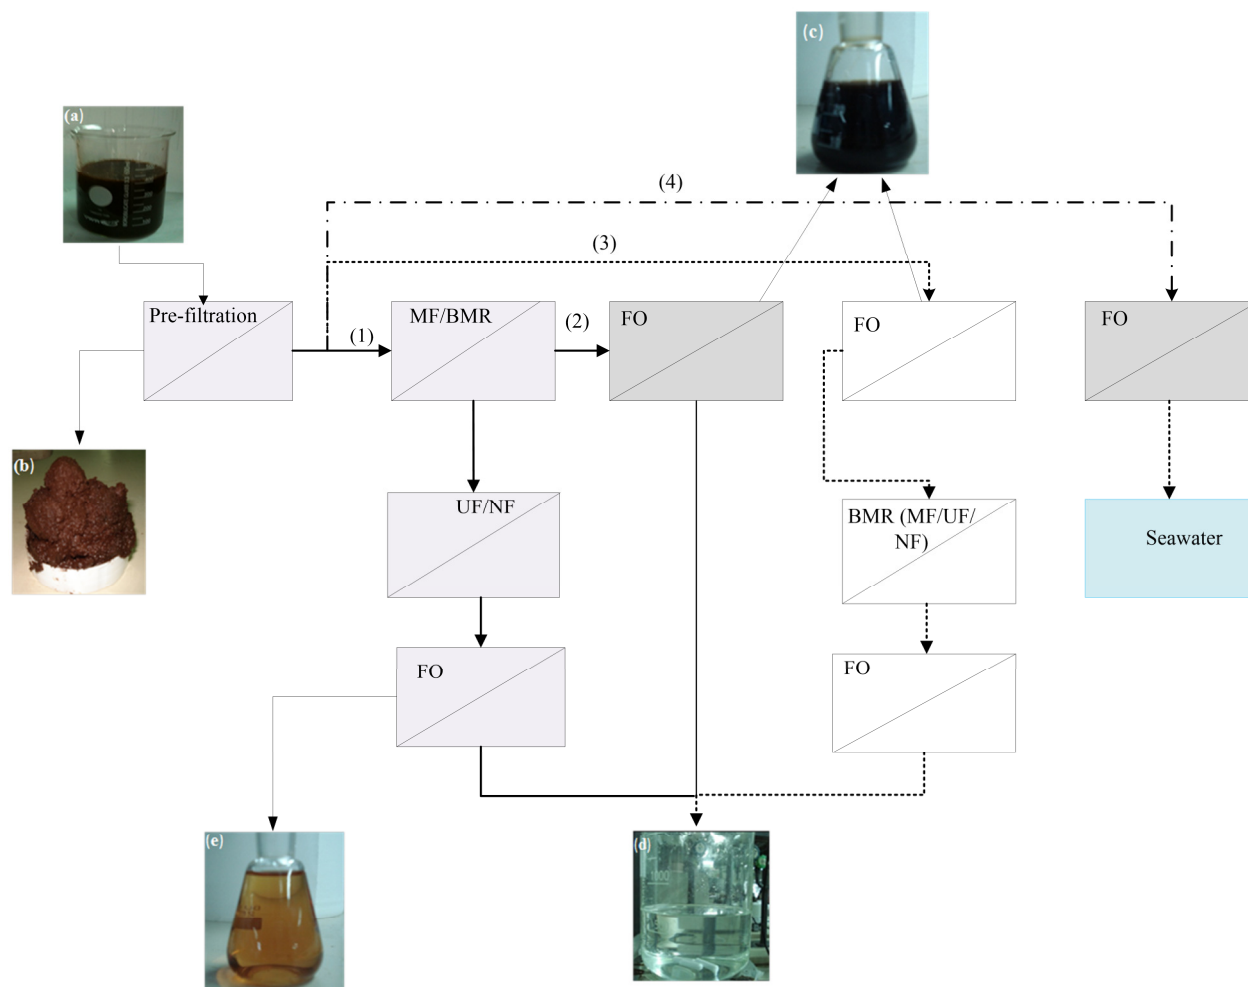 (c)
(a)
(4)
(3)
Pre-filtration
(1)
MF/BMR
(2)
FO
FO
FO
(b)
UF/NF
BMR (MF/UF/
NF)
Seawater
FO
FO
(e)
(d)
1000